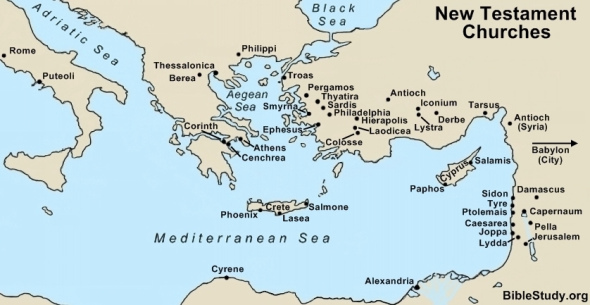 New Testament
Churches
Black
Sea
Adriatic Sea
Rome
Puteoli
Philippi
Thessalonica
Berea
Troas
Aegean
Sea
Pergamos
Thyatira
Sardis
Smyrna
Philadelphia
Hierapolis
Laodicea
Ephesus
Colosse
Antioch
Iconium
Derbe
Lystra
Tarsus
Antioch
(Syria)
Babylon
(City)
Corinth
Athens
Cenchrea
Cyprus
Salamis
Paphos
Crete
Salmone
Phoenix
Lasea
Sidon
Damascus
Tyre
Ptolemais
Capernaum
Caesarea
Pella
Joppa
Jerusalem
Lydda
Mediterranean Sea
Cyrene
Alexandria
BibleStudy.org